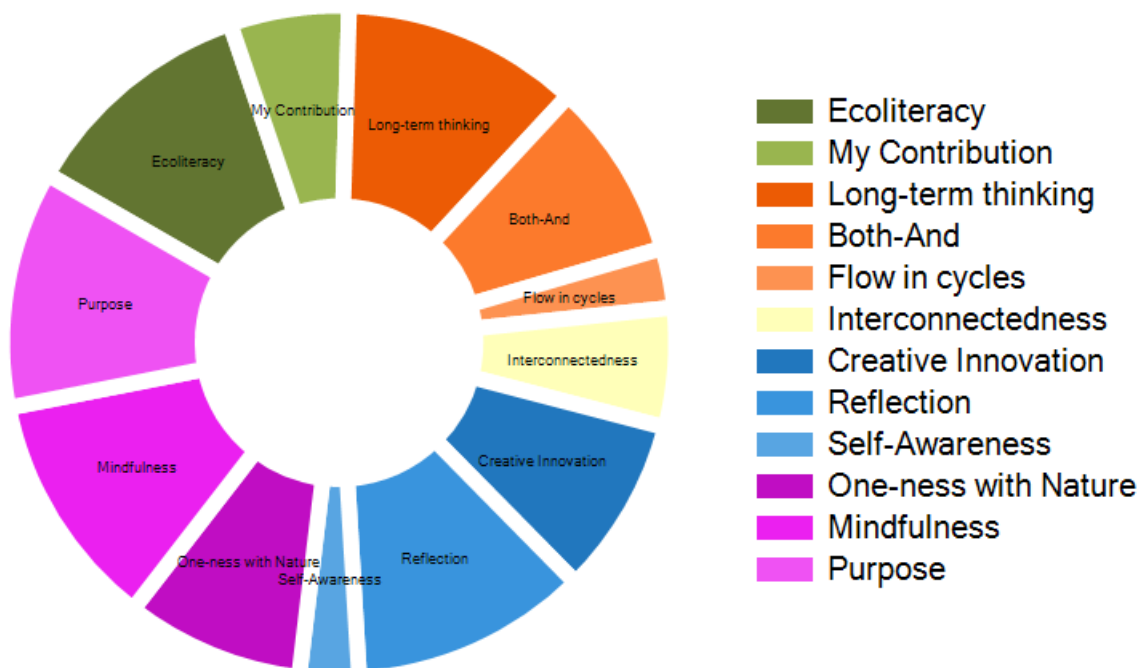 My Contribution
Long-term thinking
Ecoliteracy
Both-And
Flow in cycles
Purpose
Interconnectedness
Mindfulness
Creative Innovation
One-ness with Nature
Reflection
Self-Awareness
Ecoliteracy
My Contribution
Long-term thinking
Both-And
Flow in cycles
Interconnectedness
Creative Innovation
Reflection
Self-Awareness
One-ness with Nature
Mindfulness
Purpose